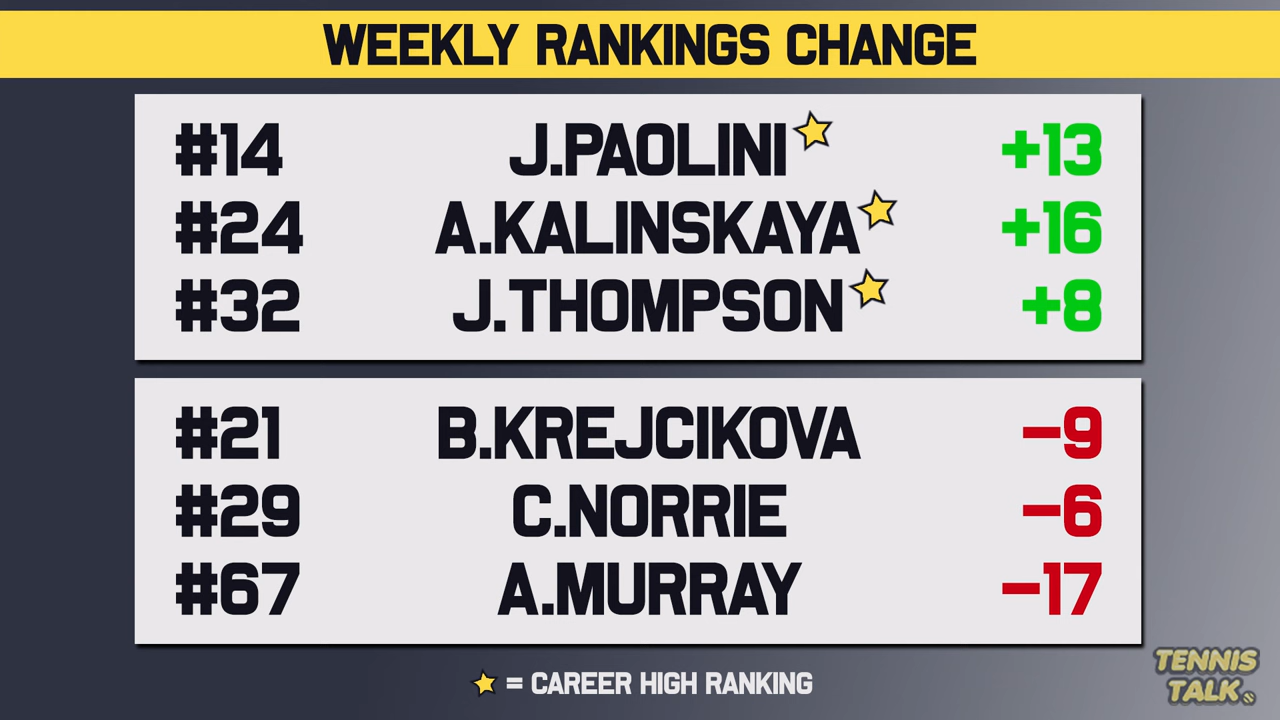 WEEKLY RANKINGS CHANGE
#14 J.PAOLINI +13
#24 A.KALINSKAYA +16
#32 J.THOMPSON +8
#21 B.KREJCIKOVA -9
#29 C.NORRIE -6
#67 A.MURRAY -17
= CAREER HIGH RANKING
TENNIS
TALK